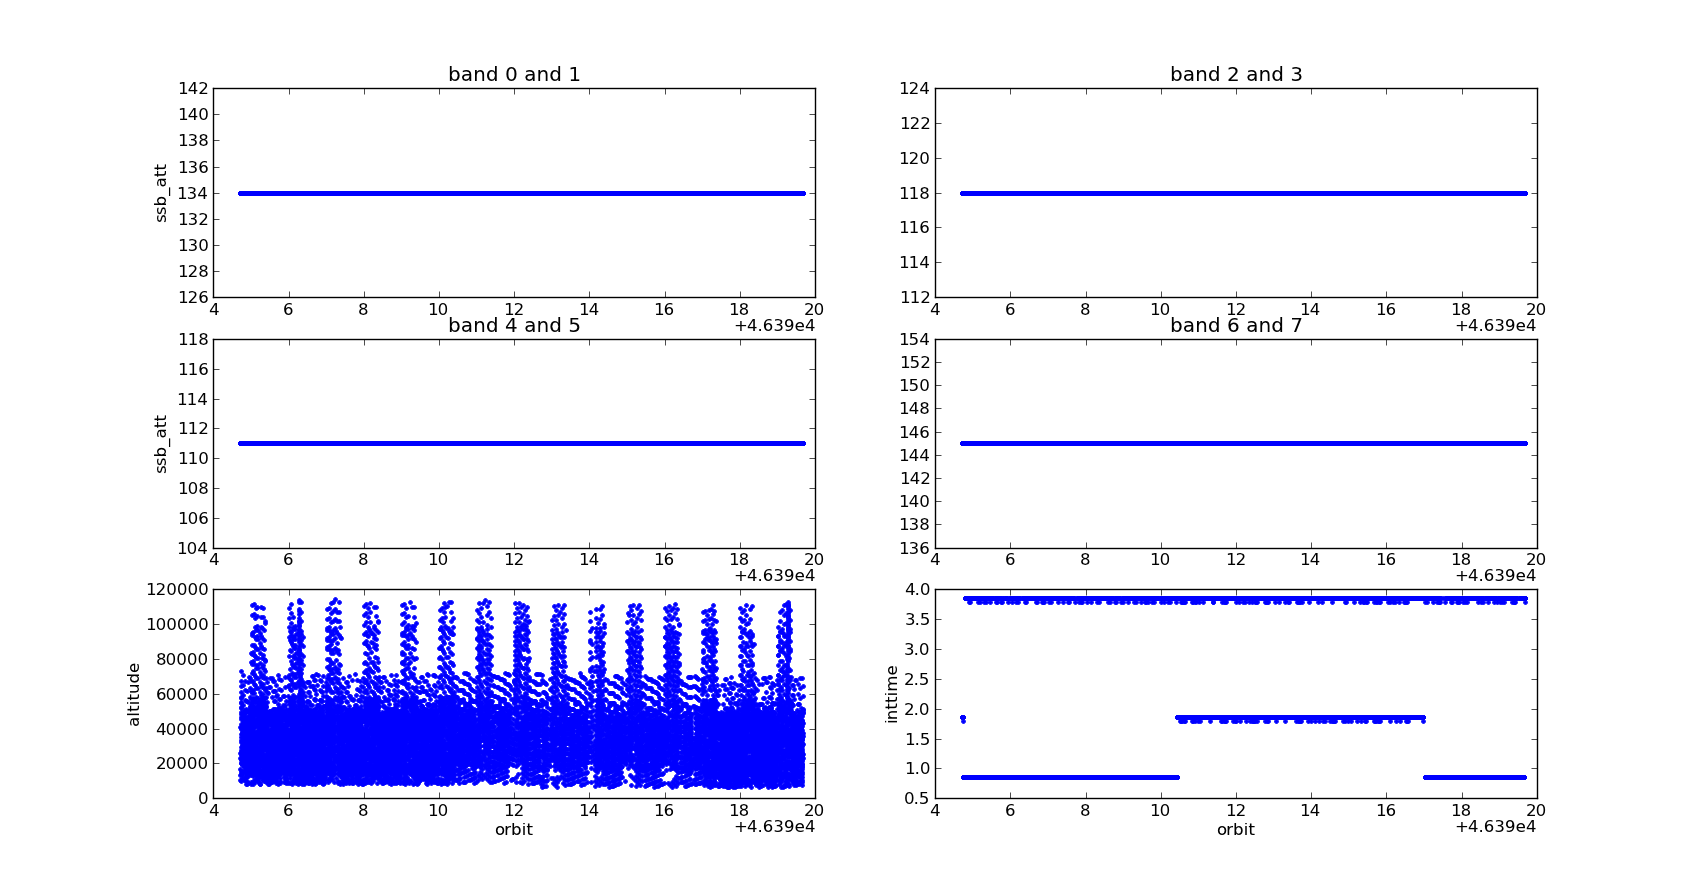 band 0 and 1
142
140
138
136
134
132
130
128
126
ssb_att
4 6 8 10 12 14 16 18 20
+4.639e4
band 2 and 3
124
122
120
118
116
114
112
4 6 8 10 12 14 16 18 20
+4.639e4
band 4 and 5
118
116
114
112
110
108
106
104
ssb_att
4 6 8 10 12 14 16 18 20
+4.639e4
band 6 and 7
154
152
150
148
146
144
142
140
138
136
4 6 8 10 12 14 16 18 20
+4.639e4
120000
100000
80000
60000
40000
20000
0
altitude
4 6 8 10 12 14 16 18 20
orbit
+4.639e4
4.0
3.5
3.0
2.5
2.0
1.5
1.0
0.5
inttime
4 6 8 10 12 14 16 18 20
orbit
+4.639e4